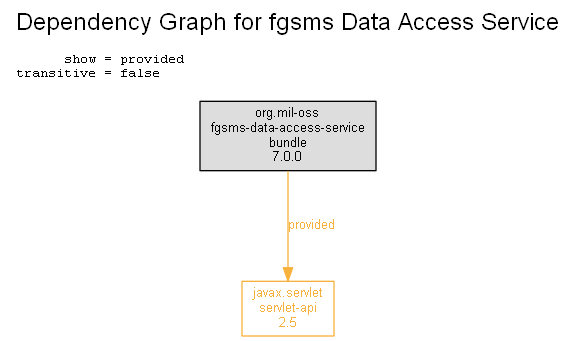 Dependency Graph for fgsms Data Access Service
show = provided
transitive = false
org.mil-oss
fgsms-data-access-service
bundle
7.0.0
provided
javax.servlet
servlet-api
2.5